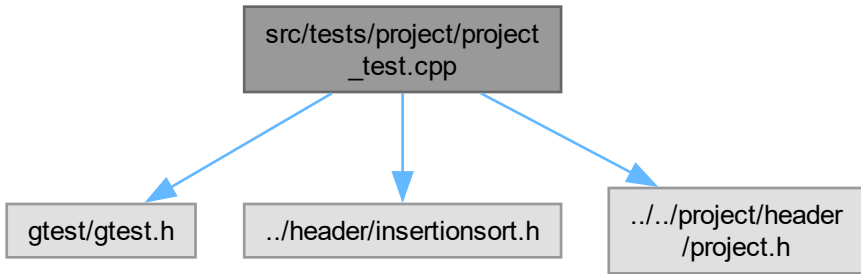 src/tests/project/project
_test.cpp
gtest/gtest.h
../header/insertionsort.h
../../project/header
/project.h